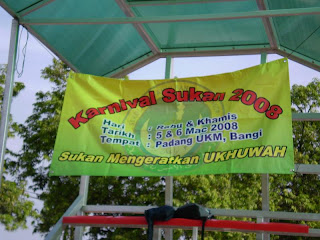 Karnival Sukan 2008
Hari : Rabu & Khamis
Tarikh : 5 & 6 Mac 2008
Tempat : Padang UKM, Bangi
Sukan Mengeratkan UKHUWAH